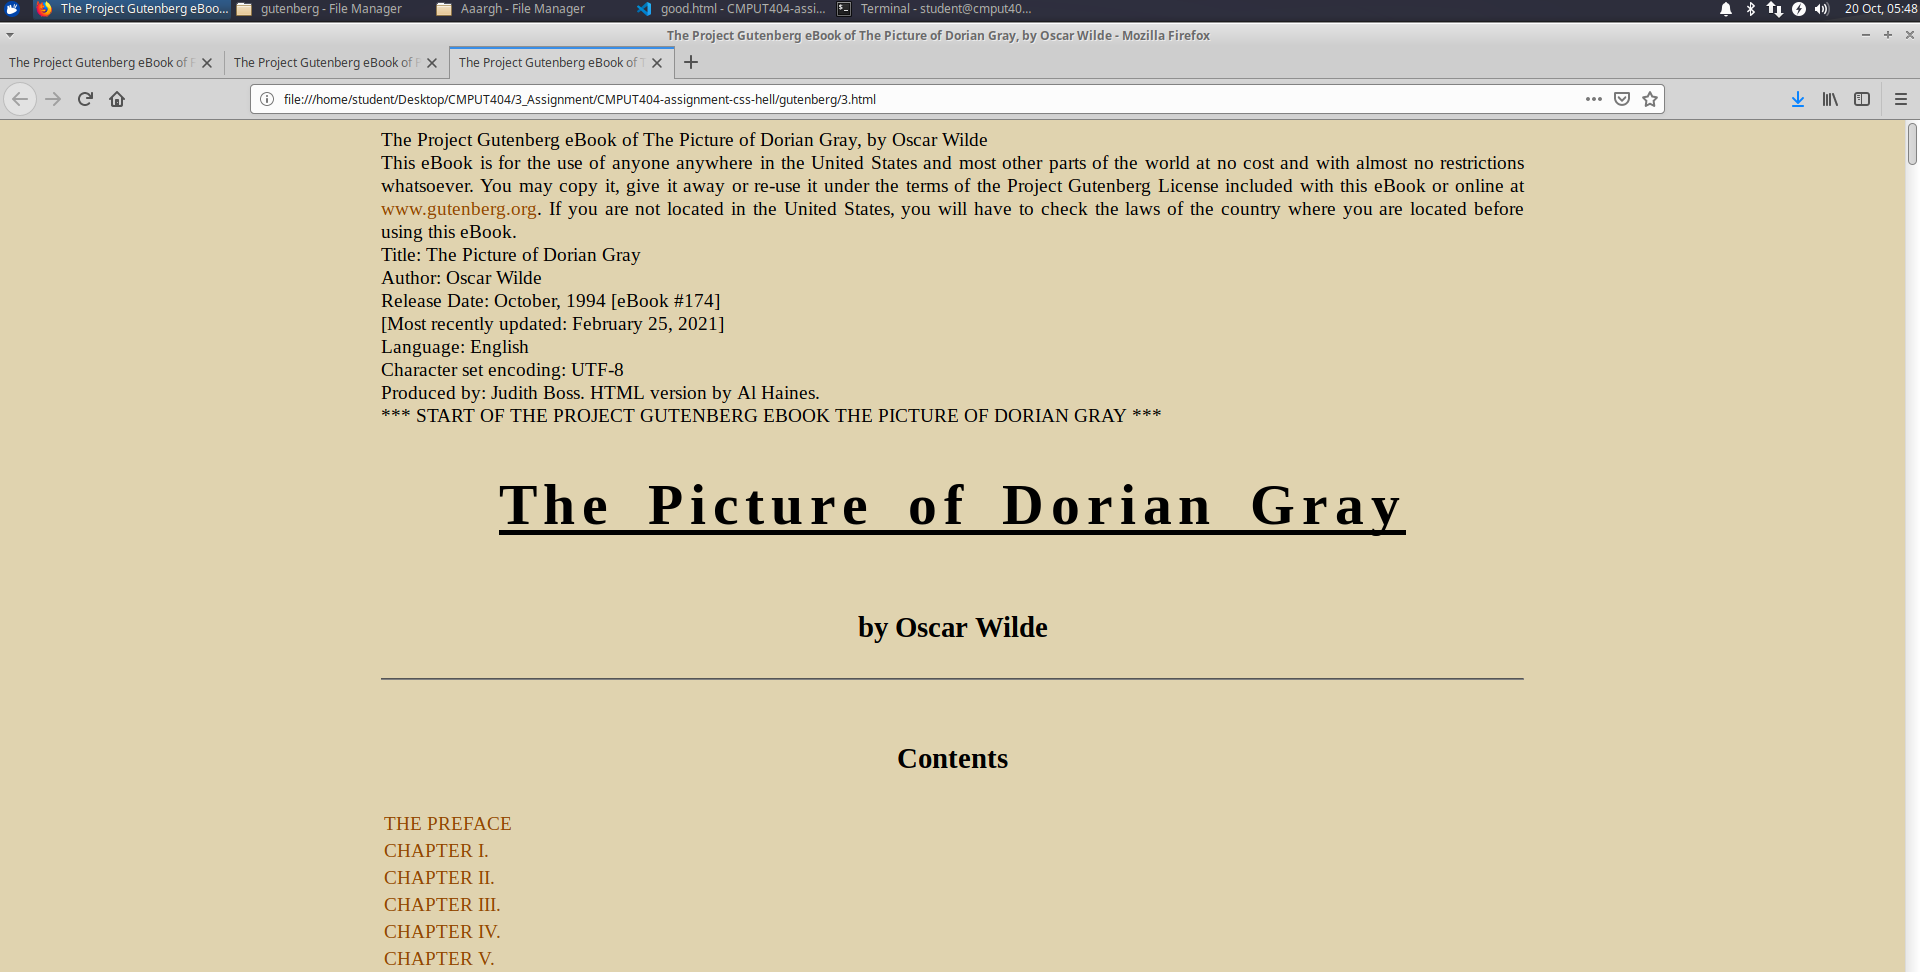 The Project Gutenberg eBoo...
gutenberg - File Manager
Aaargh - File Manager
good.html - CMPUT404-assi...
Terminal - student@cmput40...
20 Oct, 05:48
The Project Gutenberg eBook of The Picture of Dorian Gray, by Oscar Wilde - Mozilla Firefox
The Project Gutenberg eBook of
The Project Gutenberg eBook of
The Project Gutenberg eBook of T
file:///home/student/Desktop/CMPUT404/3_Assignment/CMPUT404-assignment-css-hell/gutenberg/3.html
The Project Gutenberg eBook of The Picture of Dorian Gray, by Oscar Wilde
This eBook is for the use of anyone anywhere in the United States and most other parts of the world at no cost and with almost no restrictions
whatsoever. You may copy it, give it away or re-use it under the terms of the Project Gutenberg License included with this eBook or online at
www.gutenberg.org. If you are not located in the United States, you will have to check the laws of the country where you are located before
using this eBook.
Title: The Picture of Dorian Gray
Author: Oscar Wilde
Release Date: October, 1994 [eBook #174]
[Most recently updated: February 25, 2021]
Language: English
Character set encoding: UTF-8
Produced by: Judith Boss. HTML version by Al Haines.
*** START OF THE PROJECT GUTENBERG EBOOK THE PICTURE OF DORIAN GRAY ***
The Picture of Dorian Gray
by Oscar Wilde
Contents
THE PREFACE
CHAPTER I.
CHAPTER II.
CHAPTER III.
CHAPTER IV.
CHAPTER V.